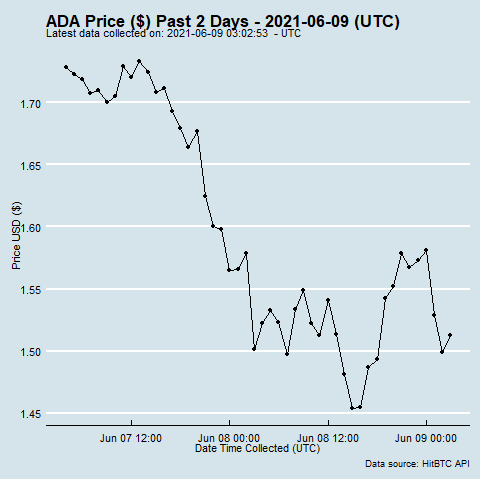 ADA Price ($) Past 2 Days - 2021-06-09 (UTC)
Latest data collected on: 2021-06-09 03:02:53  - UTC
1.70
1.65
1.60
1.55
1.50
1.45
Price USD ($)
Jun 07 12:00
Jun 08 00:00
Jun 08 12:00
Jun 09 00:00
Date Time Collected (UTC)
Data source: HitBTC API